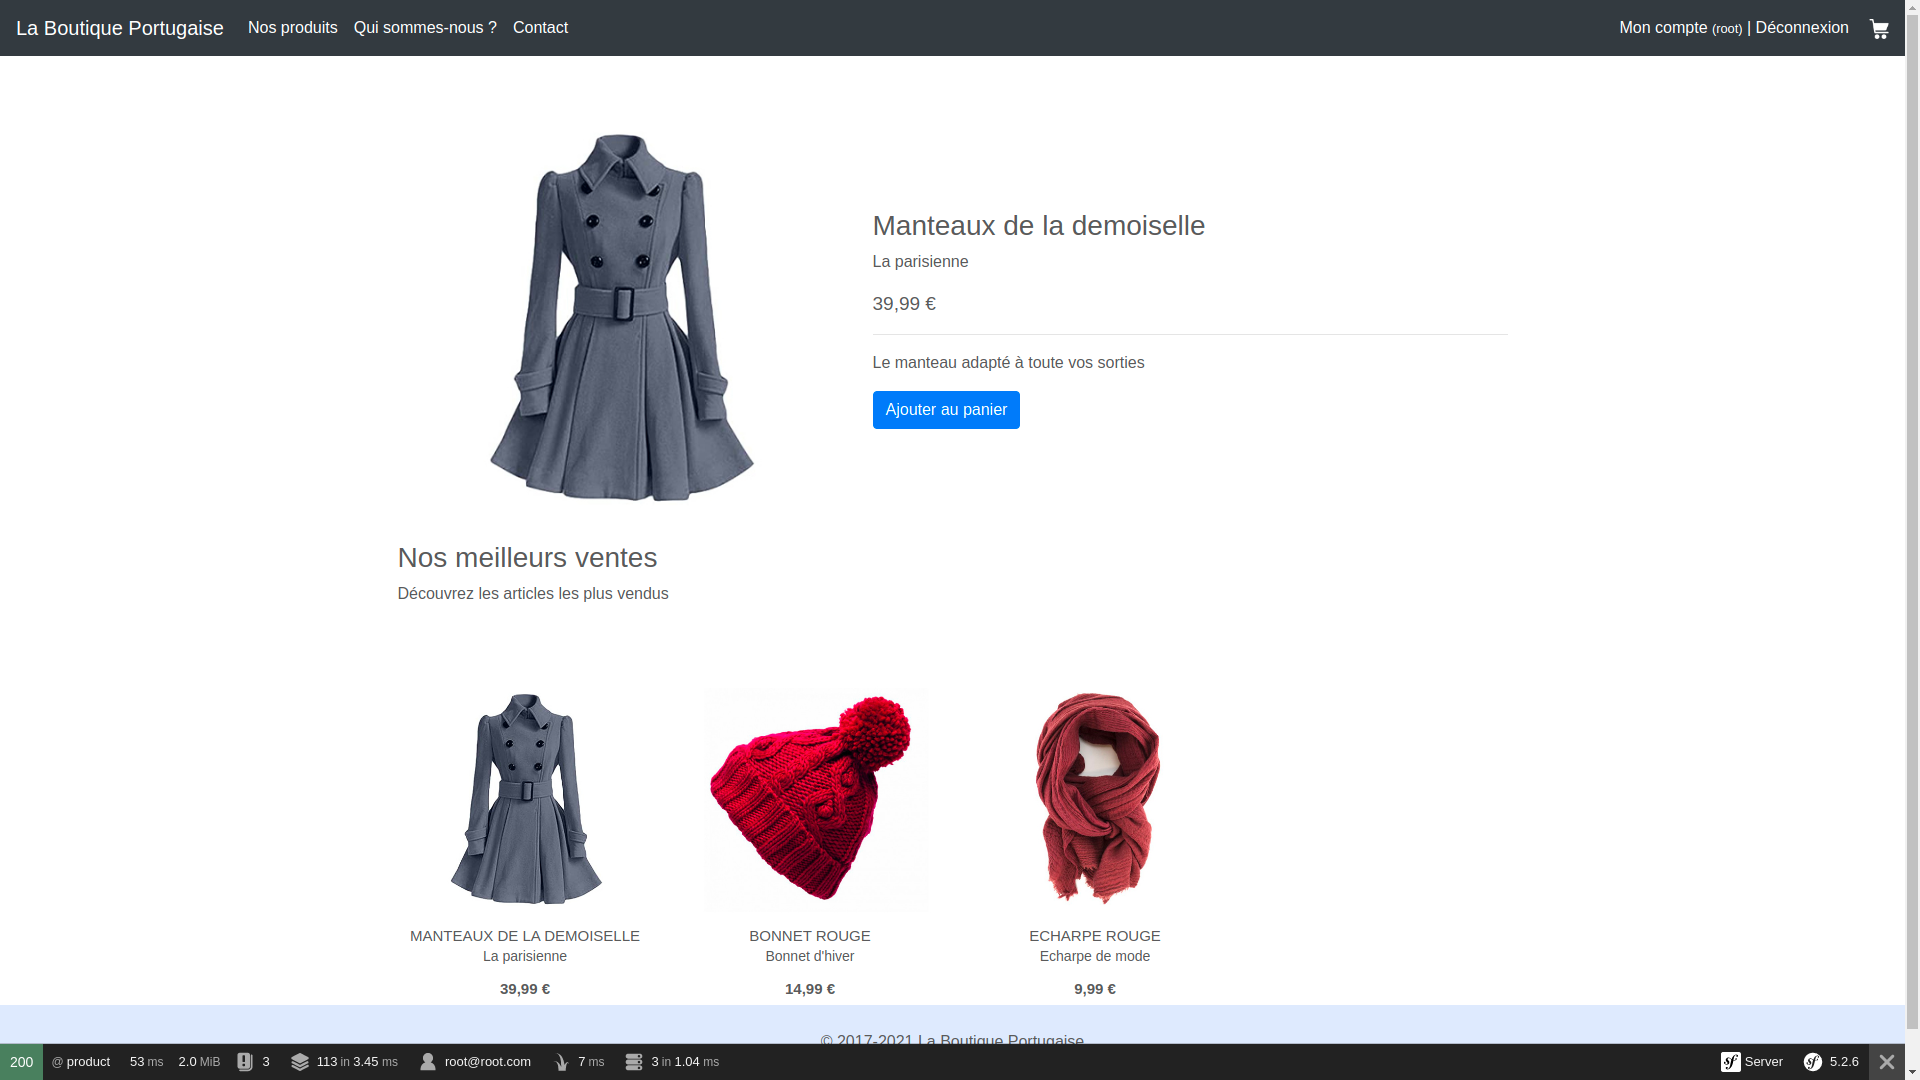 La Boutique Portugaise Nos produits Qui sommes-nous ? Contact Mon compte (root) | Déconnexion
Manteaux de la demoiselle
La parisienne
39,99 €
Le manteau adapté à toute vos sorties
Ajouter au panier
Nos meilleurs ventes
Découvrez les articles les plus vendus
MANTEAUX DE LA DEMOISELLE BONNET ROUGE ECHARPE ROUGE
La parisienne Bonnet d'hiver Echarpe de mode
39,99 € 14,99 € 9,99 €
© 2017-2021 La Boutique Portugaise
200 @ product 53 ms 2.0 MiB 3 113 in 3.45 ms root@root.com 7 ms 3 in 1.04 ms sf Server sf 5.2.6